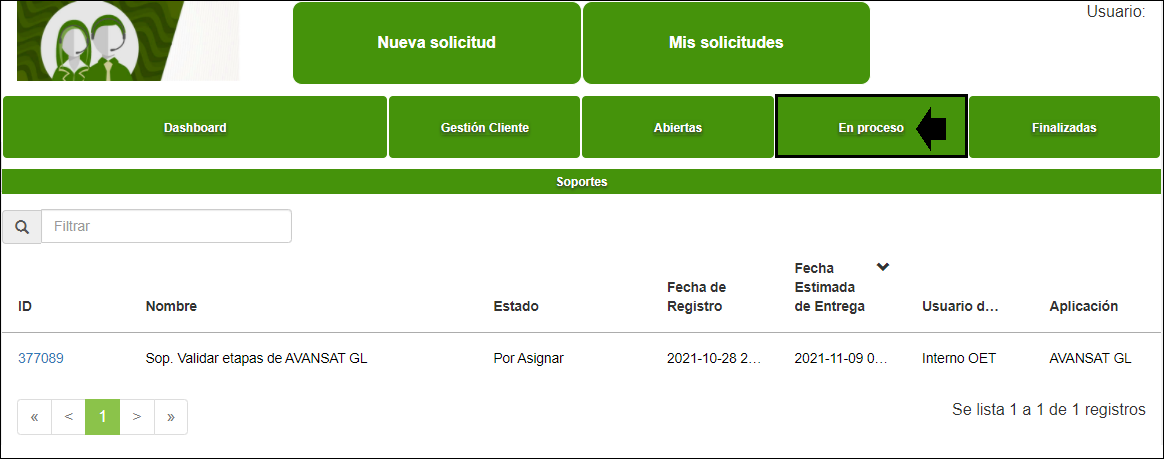 Usuario:
Nueva solicitud
Mis solicitudes
Dashboard
Gestión Cliente
Abiertas
En proceso
Finalizadas
Soportes
Filtrar
ID
Nombre
Estado
Fecha de
Registro
Fecha
Estimada
de Entrega
Usuario d...
Aplicación
377089
Sop. Validar etapas de AVANSAT GL
Por Asignar
2021-10-28 2...
2021-11-09 0...
Interno OET
AVANSAT GL
« < 1 > »
Se lista 1 a 1 de 1 registros